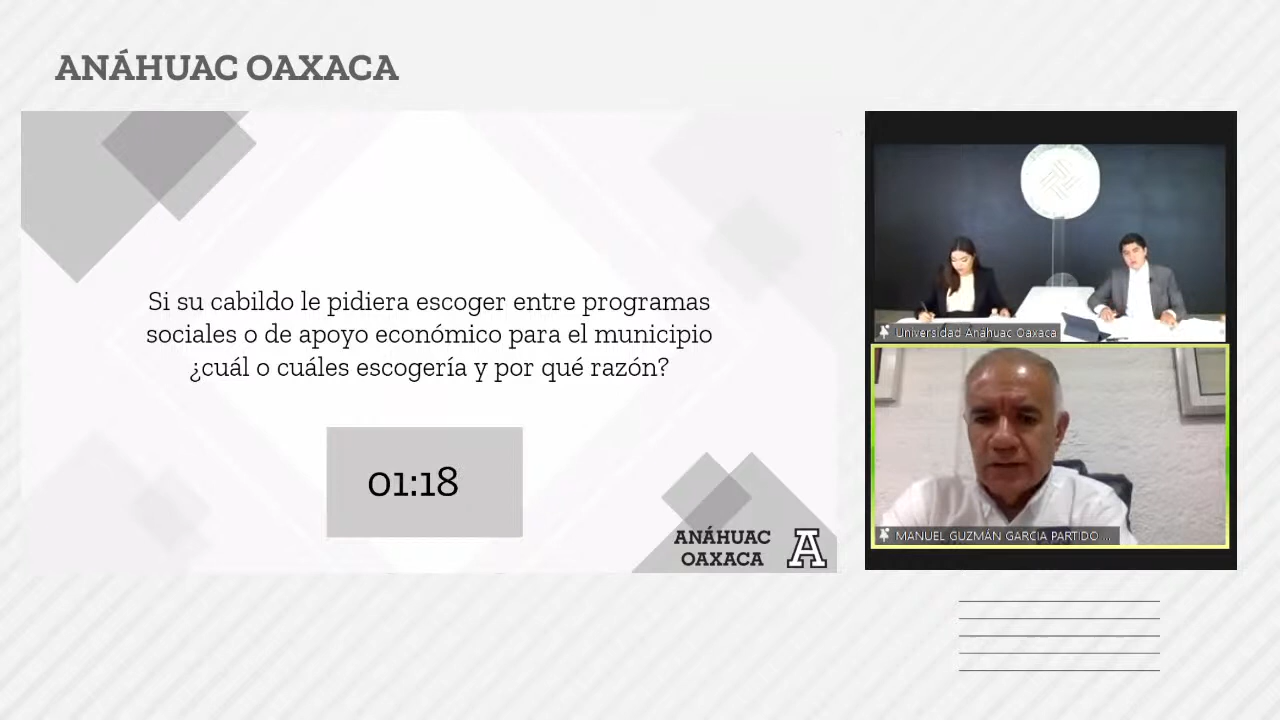 ANÁHUAC OAXACA
Si su cabildo le pidiera escoger entre programas
sociales o de apoyo económico para el municipio
¿cuál o cuáles escogería y por qué razón?
01:18
ANÁHUAC
OAXACA
A
Universidad Anáhuac Oaxaca
MANUEL GUZMÁN GARCIA PARTIDO ...